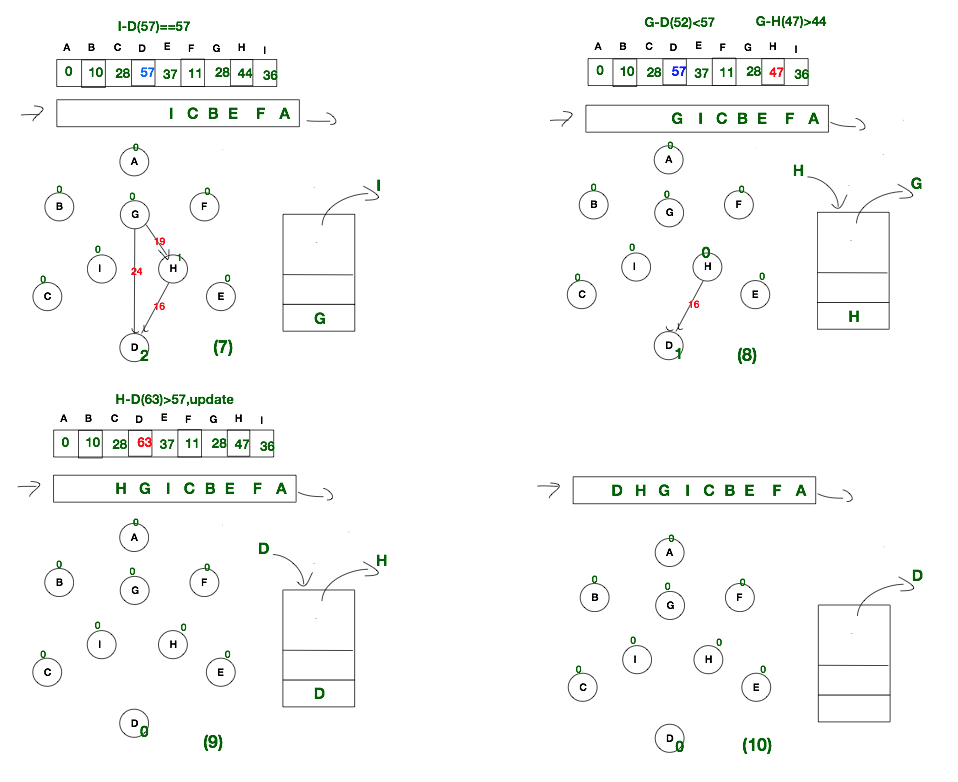 I-D(57)==57
A B C D E F G H I
0 10 28 57 37 11 28 44 36
I C B E F A
I
0
A
0
B
0
G
0
F
19
0
I
1
H
24
0
C
0
E
16
G
D 2
(7)
G-D(52)<57 G-H(47)>44
A B C D E F G H I
0 10 28 57 37 11 28 47 36
G I C B E F A
H
G
0
A
0
B
0
G
0
F
0
I
0
H
0
C
0
E
16
H
D 1
(8)
H-D(63)>57,update
A B C D E F G H I
0 10 28 63 37 11 28 47 36
H G I C B E F A
D
H
0
A
0
B
0
G
0
F
0
I
0
H
0
C
0
E
D
D 0
(9)
D H G I C B E F A
D
0
A
0
B
0
G
0
F
0
I
0
H
0
C
0
E
D 0
(10)